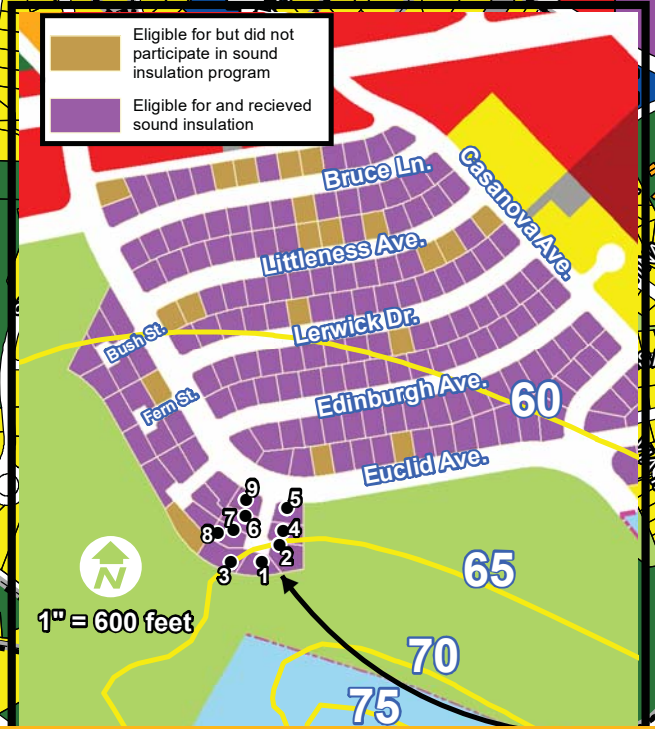 Eligible for but did not
participate in sound
insulation program
Eligible for and recieved
sound insulation
Bruce Ln.
Casanova Ave.
Littleness Ave.
Lerwick Dr.
Bush St.
Edinburgh Ave.
60
Fern St.
Euclid Ave.
9
5
7
6
4
8
2
3
1
N
65
1" = 600 feet
70
75